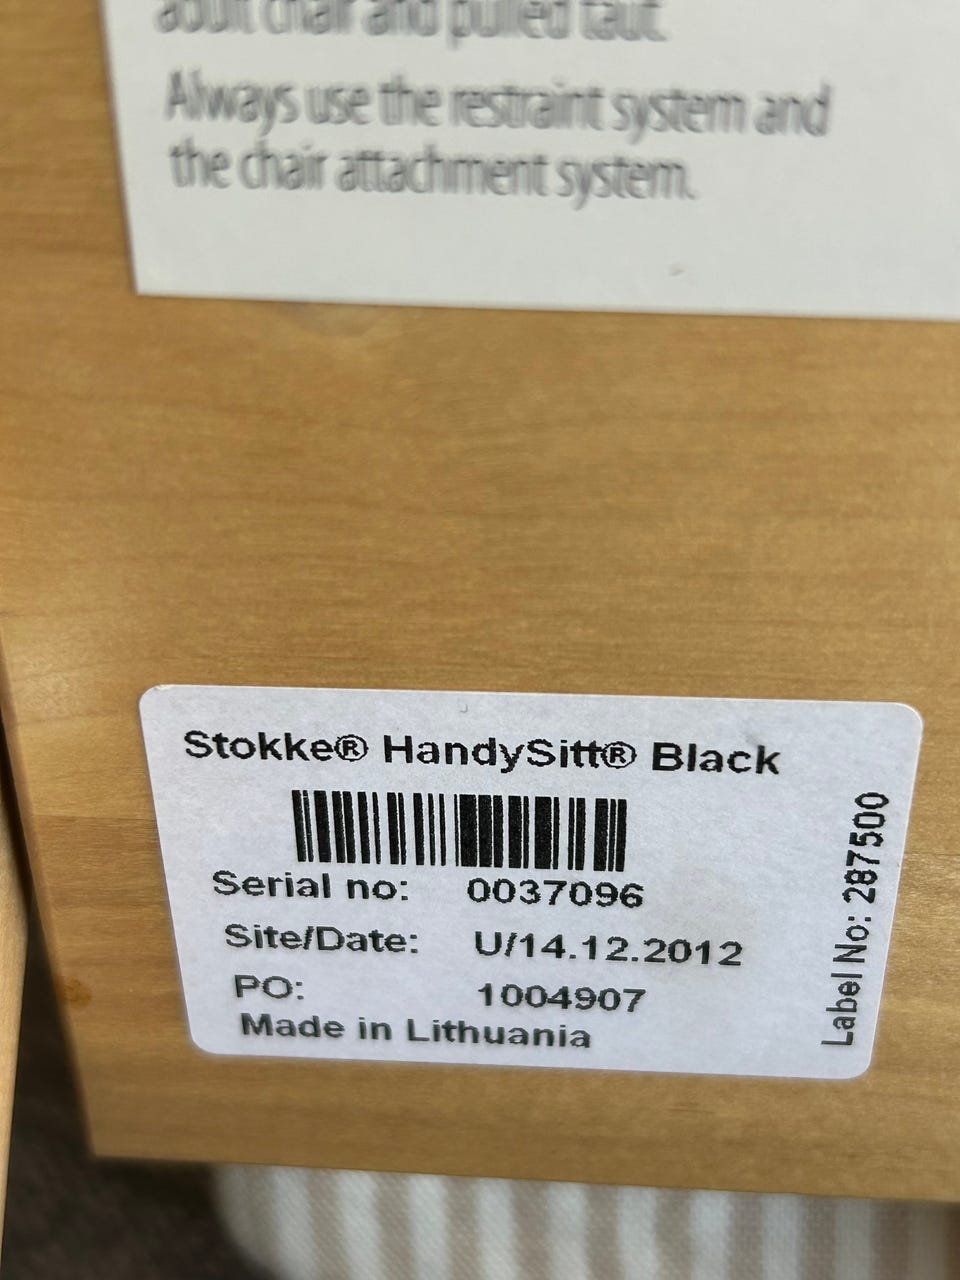 adult chair and pulled taut.
Always use the restraint system and
the chair attachment system.
Stokke® HandySitt® Black
Serial no: 0037096
Site/Date: U/14.12.2012
PO: 1004907
Made in Lithuania
Label No: 287500